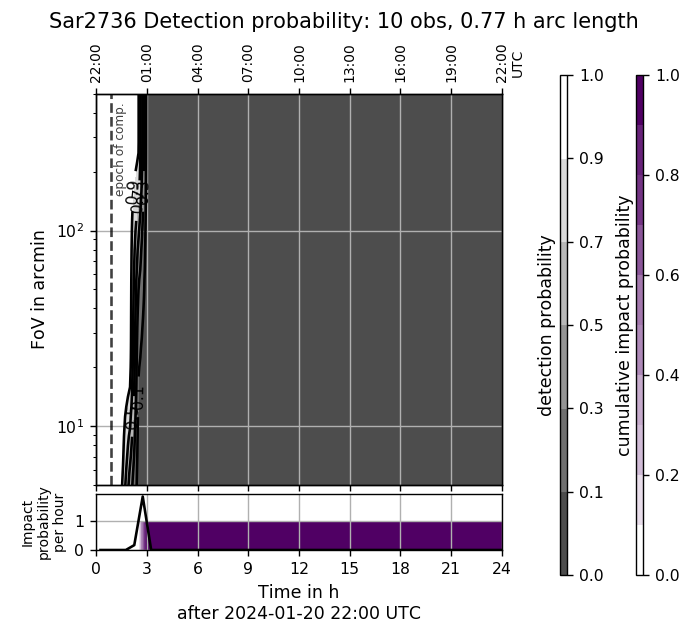 Sar2736 Detection probability: 10 obs, 0.77 h arc length
22:00 01:00 04:00 07:00 10:00 13:00 16:00 19:00 22:00
UTC
epoch of comp.
0.9
0.1
FoV in arcmin
10²
10¹
Impact
probability
per hour
1
0
0 3 6 9 12 15 18 21 24
Time in h
after 2024-01-20 22:00 UTC
detection probability
1.0
0.9
0.7
0.5
0.3
0.1
0.0
cumulative impact probability
1.0
0.8
0.6
0.4
0.2
0.0